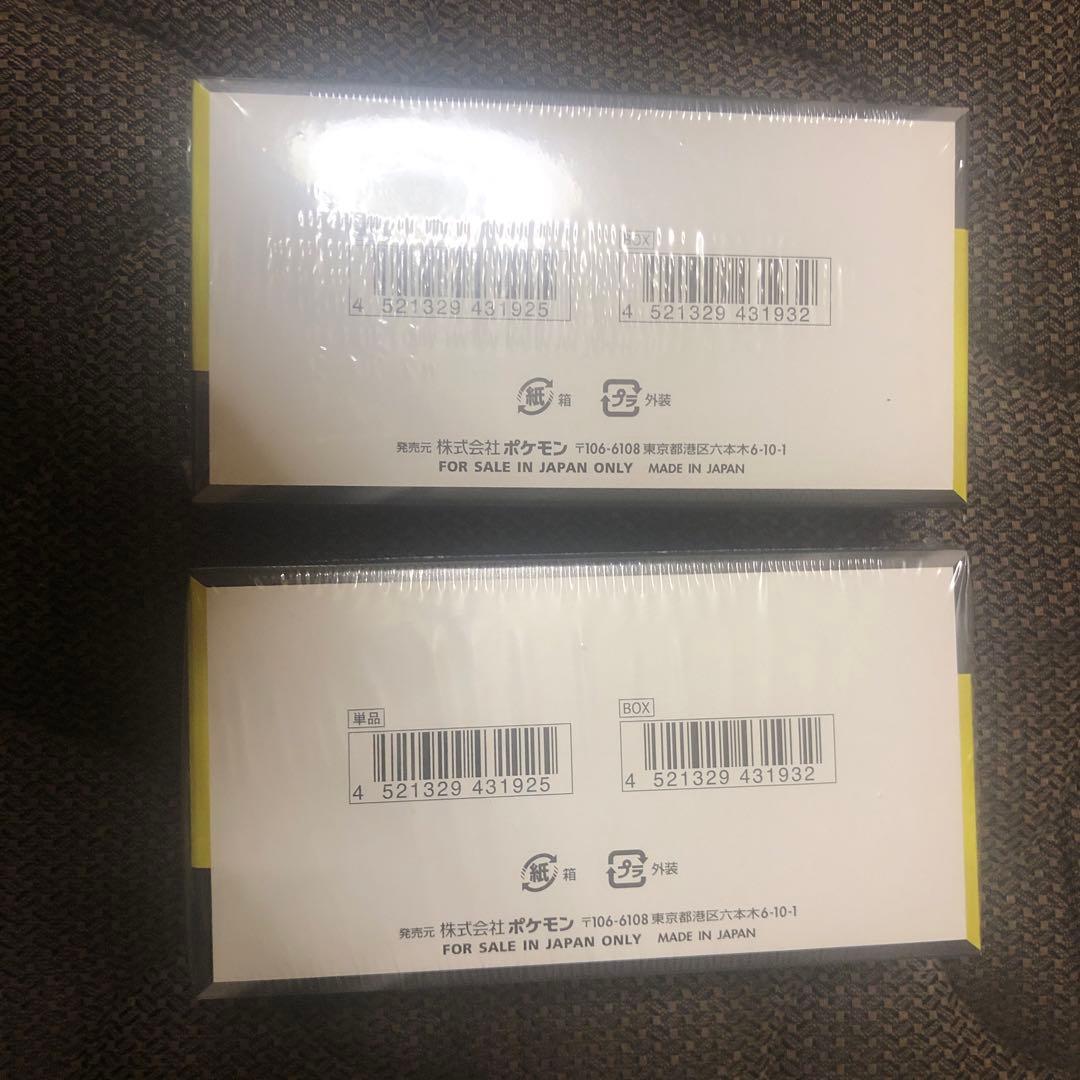 BOX
4 521329 431925
4 521329 431932
紙 箱 プラ 外装
発売元 株式会社 ポケモン 〒106-6108 東京都港区六本木6-10-1
FOR SALE IN JAPAN ONLY MADE IN JAPAN
単品
BOX
4 521329 431925
4 521329 431932
紙 箱 プラ 外装
発売元 株式会社 ポケモン 〒106-6108 東京都港区六本木6-10-1
FOR SALE IN JAPAN ONLY MADE IN JAPAN